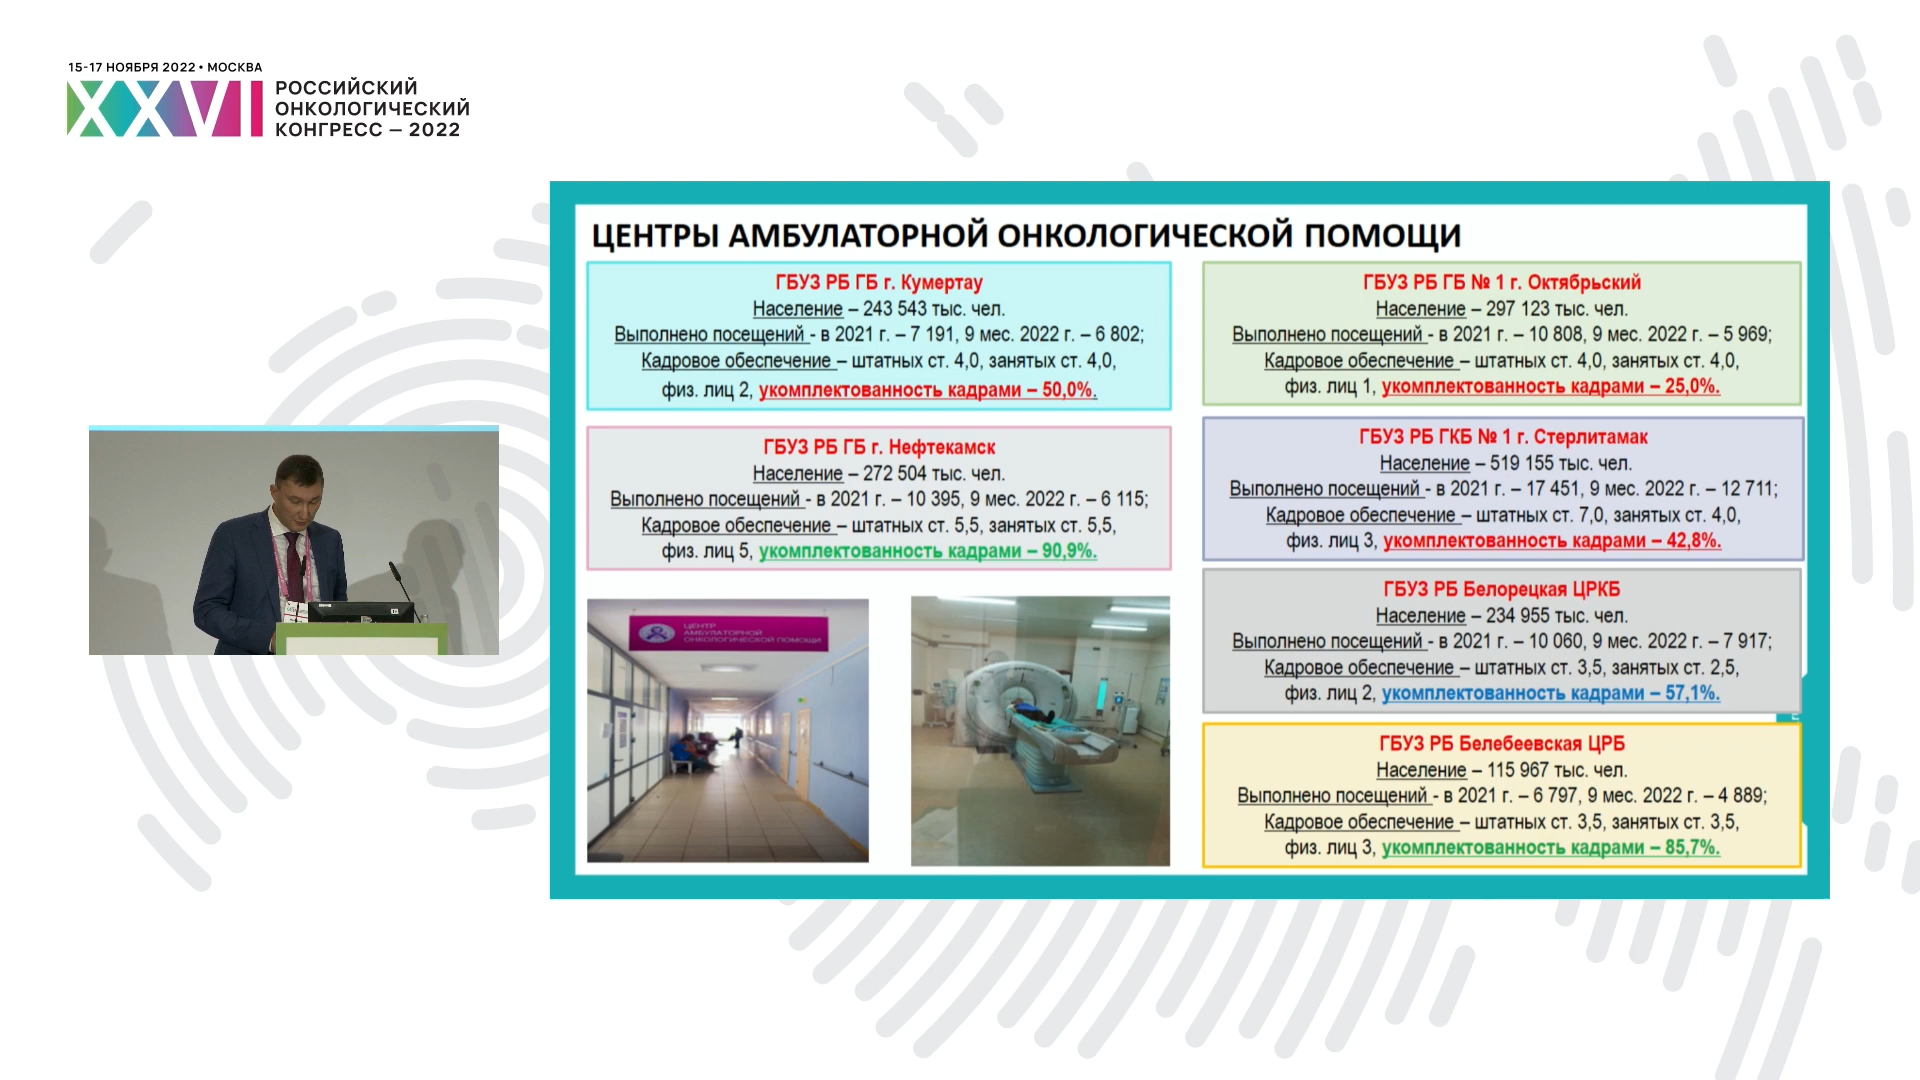 15-17 НОЯБРЯ 2022 • МОСКВА
XXVI
РОССИЙСКИЙ
ОНКОЛОГИЧЕСКИЙ
КОНГРЕСС – 2022
ЦЕНТРЫ АМБУЛАТОРНОЙ ОНКОЛОГИЧЕСКОЙ ПОМОЩИ
ГБУЗ РБ ГБ г. Кумертау
Население – 243 543 тыс. чел.
Выполнено посещений - в 2021 г. – 7 191, 9 мес. 2022 г. – 6 802;
Кадровое обеспечение – штатных ст. 4,0, занятых ст. 4,0,
физ. лиц 2, укомплектованность кадрами – 50,0%.
ГБУЗ РБ ГБ г. Нефтекамск
Население – 272 504 тыс. чел.
Выполнено посещений - в 2021 г. – 10 395, 9 мес. 2022 г. – 6 115;
Кадровое обеспечение – штатных ст. 5,5, занятых ст. 5,5,
физ. лиц 5, укомплектованность кадрами – 90,9%.
ЦЕНТР
АМБУЛАТОРНОЙ
ОНКОЛОГИЧЕСКОЙ ПОМОЩИ
ГБУЗ РБ ГБ № 1 г. Октябрьский
Население – 297 123 тыс. чел.
Выполнено посещений - в 2021 г. – 10 808, 9 мес. 2022 г. – 5 969;
Кадровое обеспечение – штатных ст. 4,0, занятых ст. 4,0,
физ. лиц 1, укомплектованность кадрами – 25,0%.
ГБУЗ РБ ГКБ № 1 г. Стерлитамак
Население – 519 155 тыс. чел.
Выполнено посещений - в 2021 г. – 17 451, 9 мес. 2022 г. – 12 711;
Кадровое обеспечение – штатных ст. 7,0, занятых ст. 4,0,
физ. лиц 3, укомплектованность кадрами – 42,8%.
ГБУЗ РБ Белорецкая ЦРКБ
Население – 234 955 тыс. чел.
Выполнено посещений - в 2021 г. – 10 060, 9 мес. 2022 г. – 7 917;
Кадровое обеспечение – штатных ст. 3,5, занятых ст. 2,5,
физ. лиц 2, укомплектованность кадрами – 57,1%.
ГБУЗ РБ Белебеевская ЦРБ
Население – 115 967 тыс. чел.
Выполнено посещений - в 2021 г. – 6 797, 9 мес. 2022 г. – 4 889;
Кадровое обеспечение – штатных ст. 3,5, занятых ст. 3,5,
физ. лиц 3, укомплектованность кадрами – 85,7%.